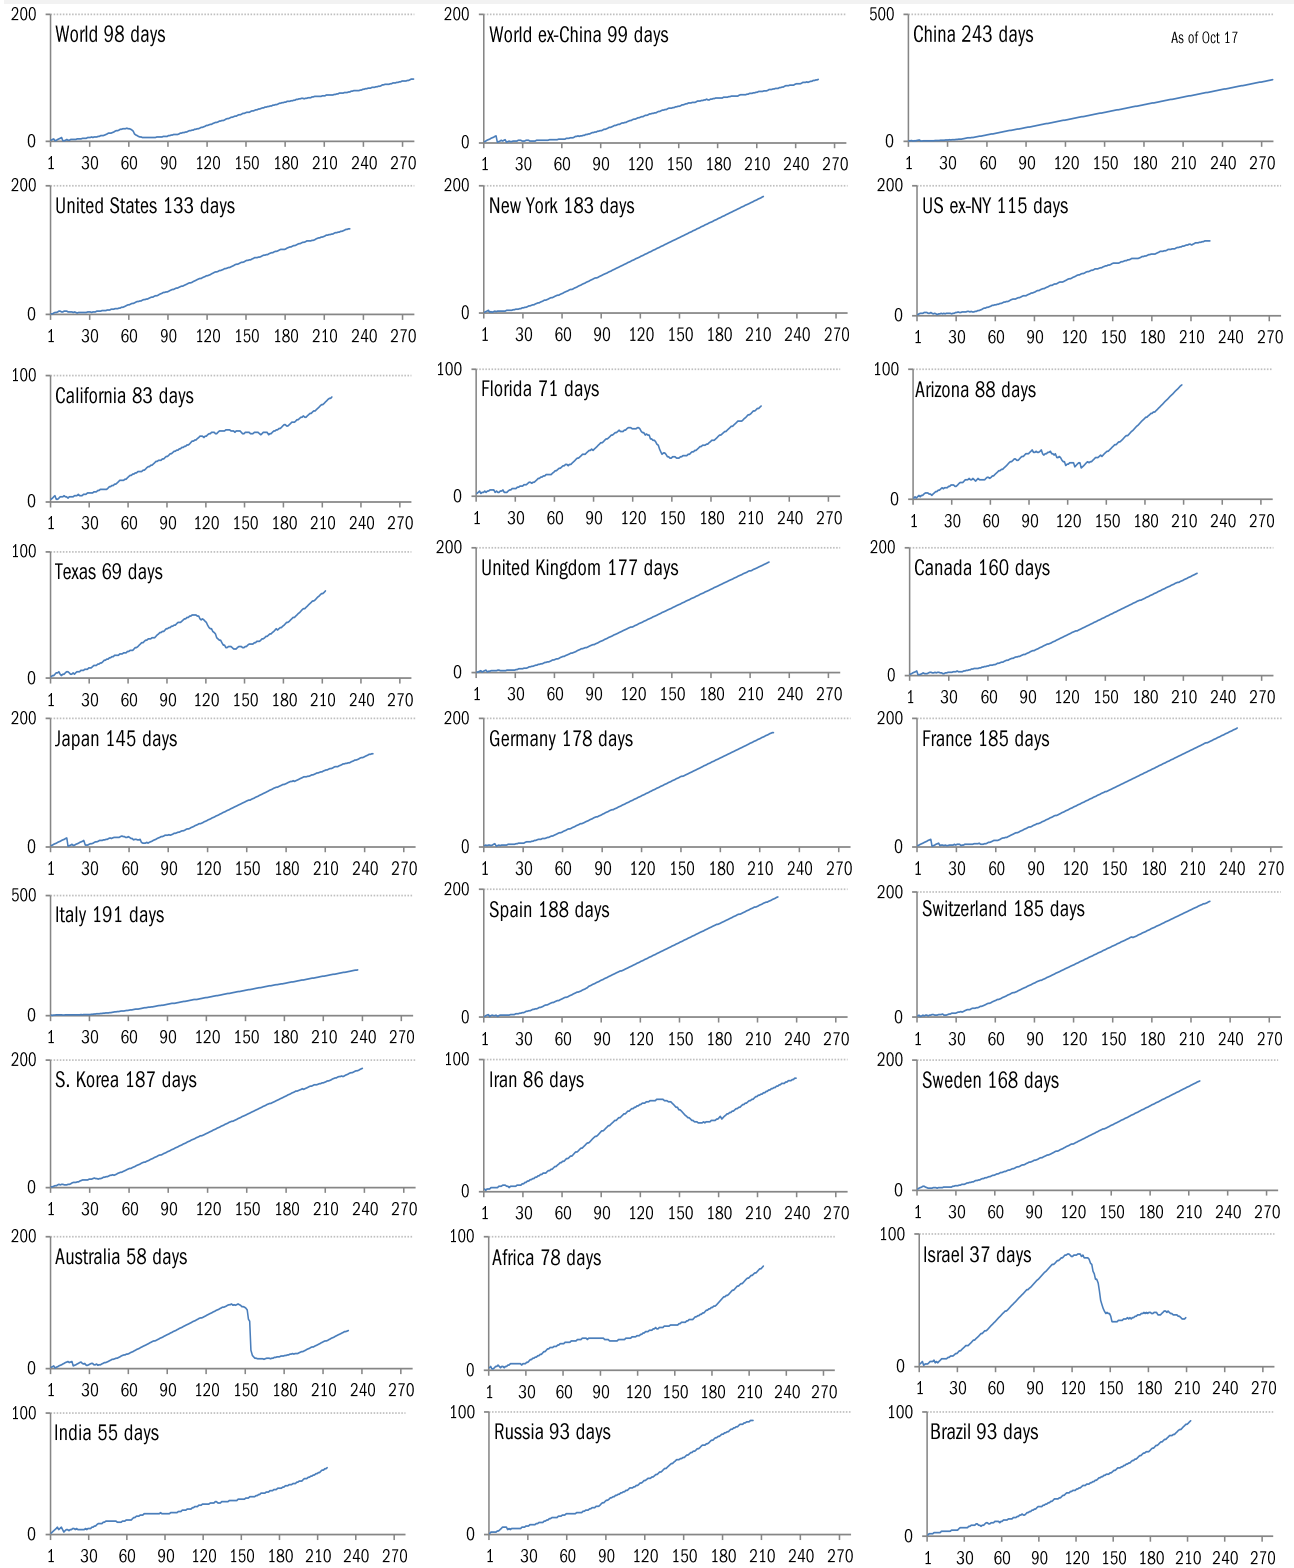 200
World 98 days
0
1 30 60 90 120 150 180 210 240 270
200
World ex-China 99 days
0
1 30 60 90 120 150 180 210 240 270
500
China 243 days
As of Oct 17
0
1 30 60 90 120 150 180 210 240 270
200
United States 133 days
0
1 30 60 90 120 150 180 210 240 270
200
New York 183 days
0
1 30 60 90 120 150 180 210 240 270
200
US ex-NY 115 days
0
1 30 60 90 120 150 180 210 240 270
100
California 83 days
0
1 30 60 90 120 150 180 210 240 270
100
Florida 71 days
0
1 30 60 90 120 150 180 210 240 270
100
Arizona 88 days
0
1 30 60 90 120 150 180 210 240 270
100
Texas 69 days
0
1 30 60 90 120 150 180 210 240 270
200
United Kingdom 177 days
0
1 30 60 90 120 150 180 210 240 270
200
Canada 160 days
0
1 30 60 90 120 150 180 210 240 270
200
Japan 145 days
0
1 30 60 90 120 150 180 210 240 270
200
Germany 178 days
0
1 30 60 90 120 150 180 210 240 270
200
France 185 days
0
1 30 60 90 120 150 180 210 240 270
500
Italy 191 days
0
1 30 60 90 120 150 180 210 240 270
200
Spain 188 days
0
1 30 60 90 120 150 180 210 240 270
200
Switzerland 185 days
0
1 30 60 90 120 150 180 210 240 270
200
S. Korea 187 days
0
1 30 60 90 120 150 180 210 240 270
100
Iran 86 days
0
1 30 60 90 120 150 180 210 240 270
200
Sweden 168 days
0
1 30 60 90 120 150 180 210 240 270
200
Australia 58 days
0
1 30 60 90 120 150 180 210 240 270
100
Africa 78 days
0
1 30 60 90 120 150 180 210 240 270
100
Israel 37 days
0
1 30 60 90 120 150 180 210 240 270
100
India 55 days
0
1 30 60 90 120 150 180 210 240 270
100
Russia 93 days
0
1 30 60 90 120 150 180 210 240 270
100
Brazil 93 days
0
1 30 60 90 120 150 180 210 240 270